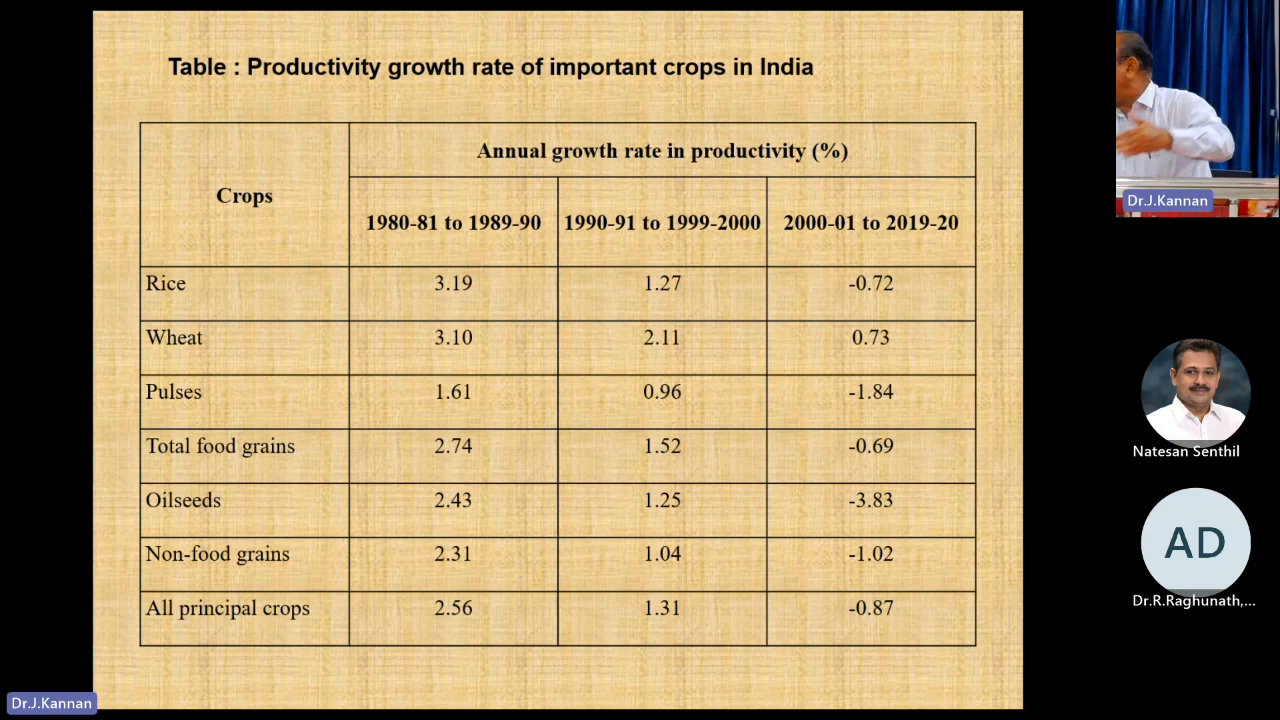 Table : Productivity growth rate of important crops in India
Crops
Annual growth rate in productivity (%)
1980-81 to 1989-90 1990-91 to 1999-2000 2000-01 to 2019-20
Rice 3.19 1.27 -0.72
Wheat 3.10 2.11 0.73
Pulses 1.61 0.96 -1.84
Total food grains 2.74 1.52 -0.69
Oilseeds 2.43 1.25 -3.83
Non-food grains 2.31 1.04 -1.02
All principal crops 2.56 1.31 -0.87
Dr.J.Kannan
Dr.J.Kannan
Natesan Senthil
AD
Dr.R.Raghunath,...